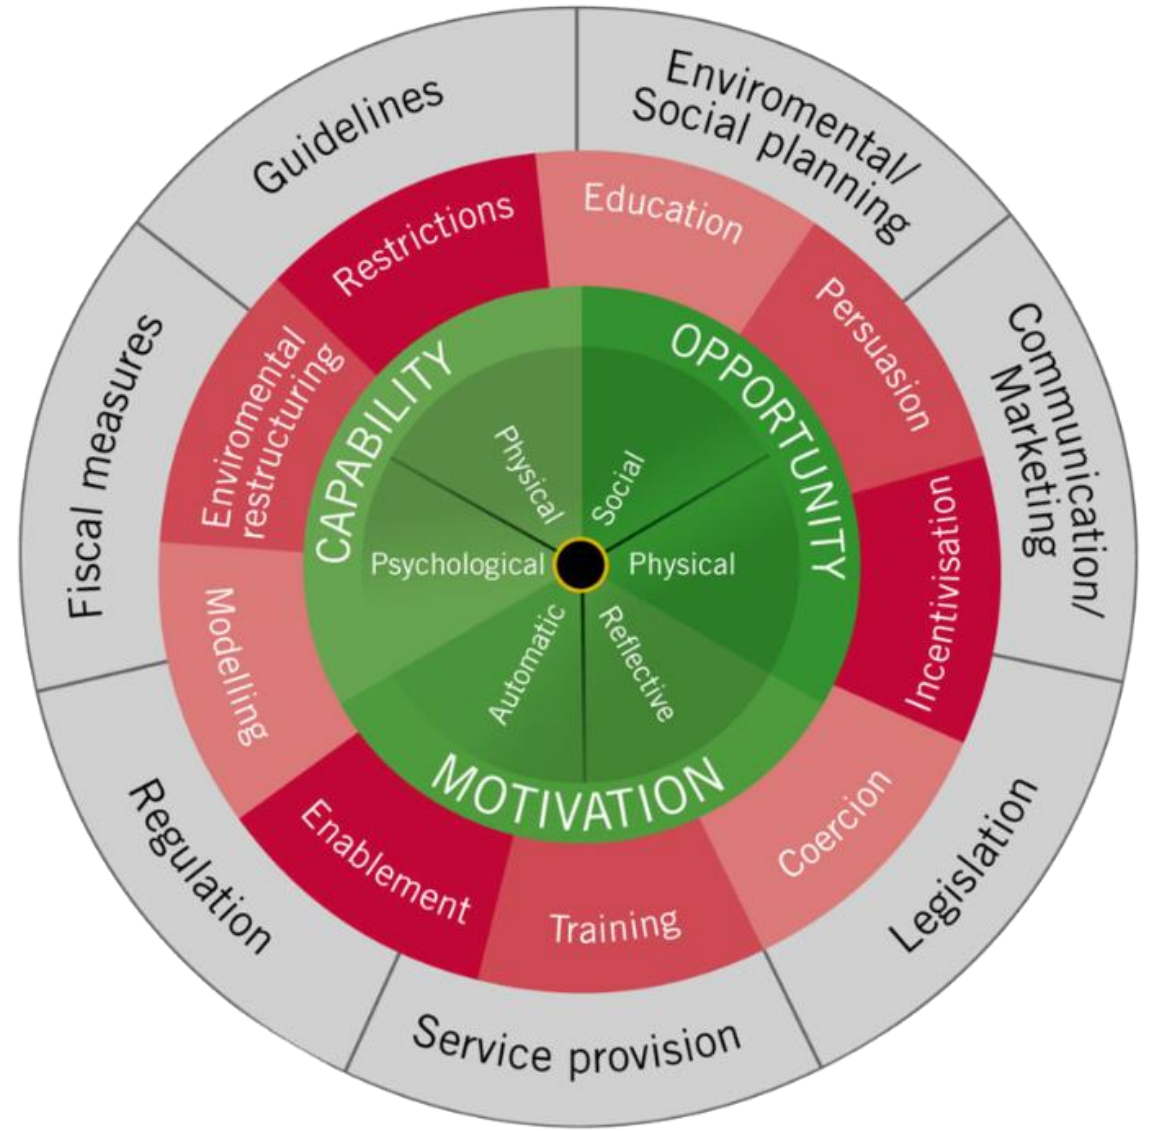 Guidelines
Enviromental/
Social planning
Communication/
Marketing
Legislation
Service provision
Regulation
Fiscal measures
Restrictions
Education
Persuasion
Incentivisation
Coercion
Training
Enablement
Modelling
Enviromental
restructuring
CAPABILITY
OPPORTUNITY
MOTIVATION
Physical
Social
Psychological
Physical
Automatic
Reflective